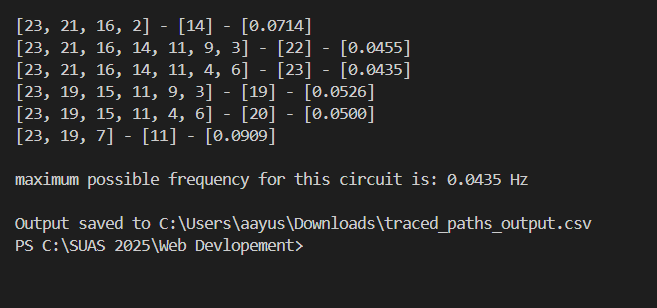 [23, 21, 16, 2] - [14] - [0.0714]
[23, 21, 16, 14, 11, 9, 3] - [22] - [0.0455]
[23, 21, 16, 14, 11, 4, 6] - [23] - [0.0435]
[23, 19, 15, 11, 9, 3] - [19] - [0.0526]
[23, 19, 15, 11, 4, 6] - [20] - [0.0500]
[23, 19, 7] - [11] - [0.0909]
maximum possible frequency for this circuit is: 0.0435 Hz
Output saved to C:\Users\aayus\Downloads\traced_paths_output.csv
PS C:\SUAS 2025\Web Devlopement>